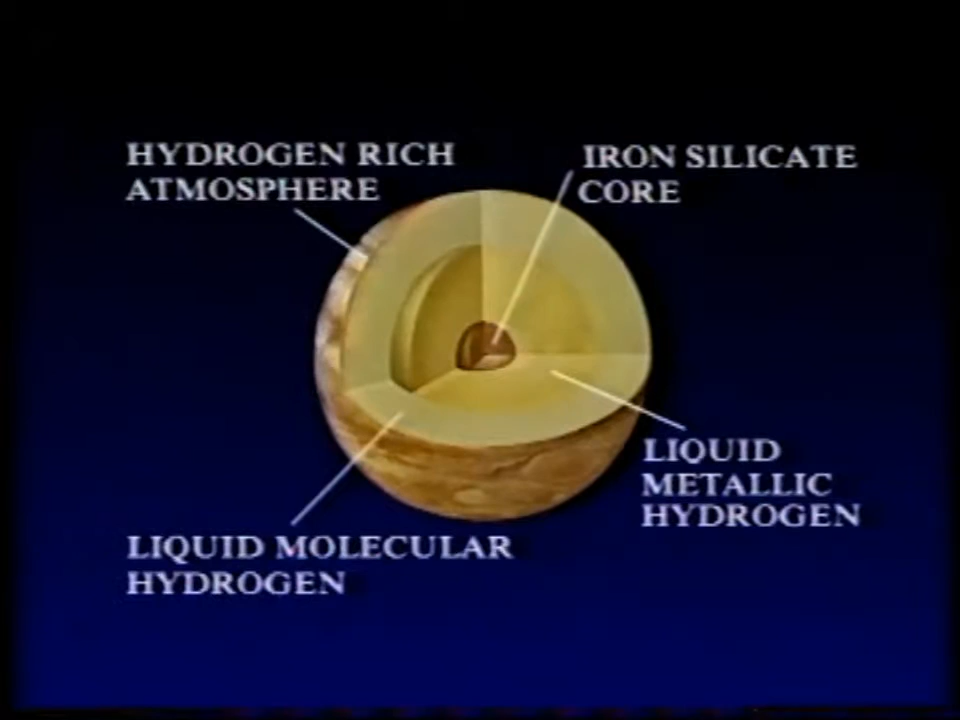 HYDROGEN RICH
ATMOSPHERE
IRON SILICATE
CORE
LIQUID
METALLIC
HYDROGEN
LIQUID MOLECULAR
HYDROGEN